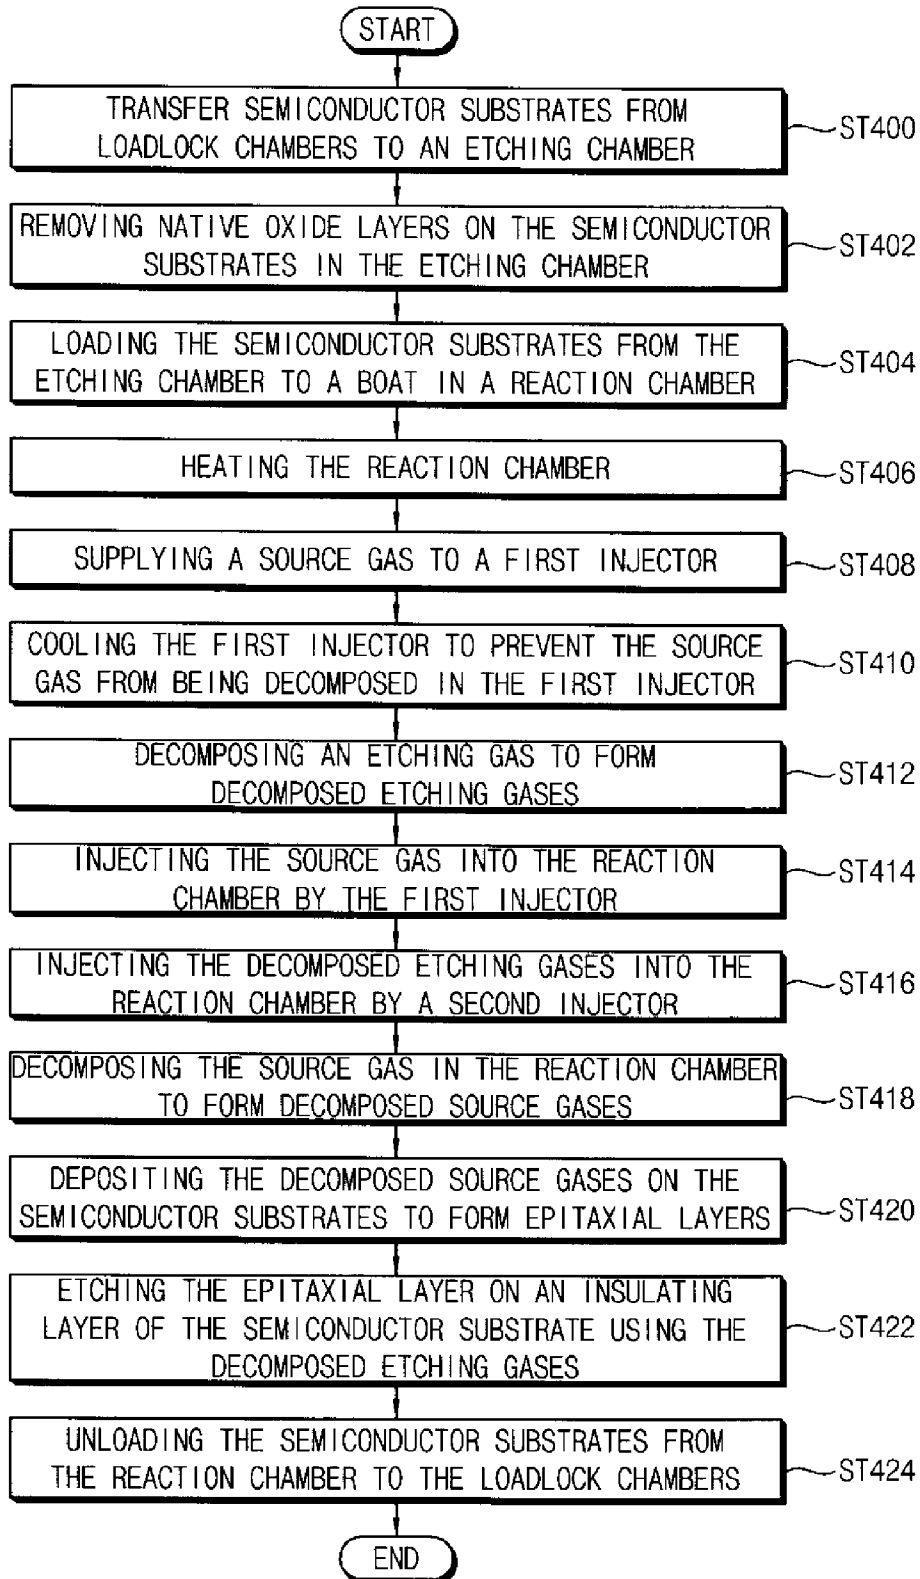 START
TRANSFER SEMICONDUCTOR SUBSTRATES FROM
LOADLOCK CHAMBERS TO AN ETCHING CHAMBER
ST400
REMOVING NATIVE OXIDE LAYERS ON THE SEMICONDUCTOR
SUBSTRATES IN THE ETCHING CHAMBER
ST402
LOADING THE SEMICONDUCTOR SUBSTRATES FROM THE
ETCHING CHAMBER TO A BOAT IN A REACTION CHAMBER
ST404
HEATING THE REACTION CHAMBER
ST406
SUPPLYING A SOURCE GAS TO A FIRST INJECTOR
ST408
COOLING THE FIRST INJECTOR TO PREVENT THE SOURCE
GAS FROM BEING DECOMPOSED IN THE FIRST INJECTOR
ST410
DECOMPOSING AN ETCHING GAS TO FORM
DECOMPOSED ETCHING GASES
ST412
INJECTING THE SOURCE GAS INTO THE REACTION
CHAMBER BY THE FIRST INJECTOR
ST414
INJECTING THE DECOMPOSED ETCHING GASES INTO THE
REACTION CHAMBER BY A SECOND INJECTOR
ST416
DECOMPOSING THE SOURCE GAS IN THE REACTION CHAMBER
TO FORM DECOMPOSED SOURCE GASES
ST418
DEPOSITING THE DECOMPOSED SOURCE GASES ON THE
SEMICONDUCTOR SUBSTRATES TO FORM EPITAXIAL LAYERS
ST420
ETCHING THE EPITAXIAL LAYER ON AN INSULATING
LAYER OF THE SEMICONDUCTOR SUBSTRATE USING THE
DECOMPOSED ETCHING GASES
ST422
UNLOADING THE SEMICONDUCTOR SUBSTRATES FROM
THE REACTION CHAMBER TO THE LOADLOCK CHAMBERS
ST424
END